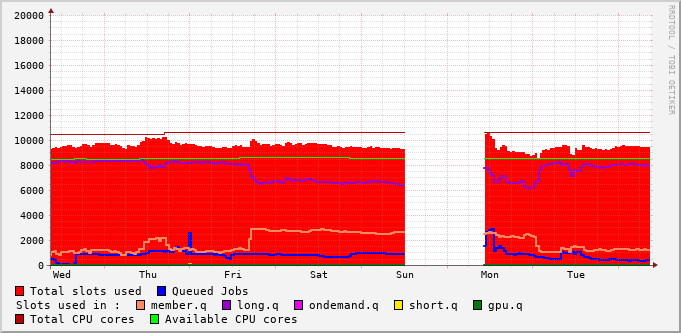 20000
18000
16000
14000
12000
10000
8000
6000
4000
2000
0
Wed Thu Fri Sat Sun Mon Tue
RRDTOOL / TOBI OETIKER
Total slots used Queued Jobs
Slots used in : member.q long.q ondemand.q short.q gpu.q
Total CPU cores Available CPU cores